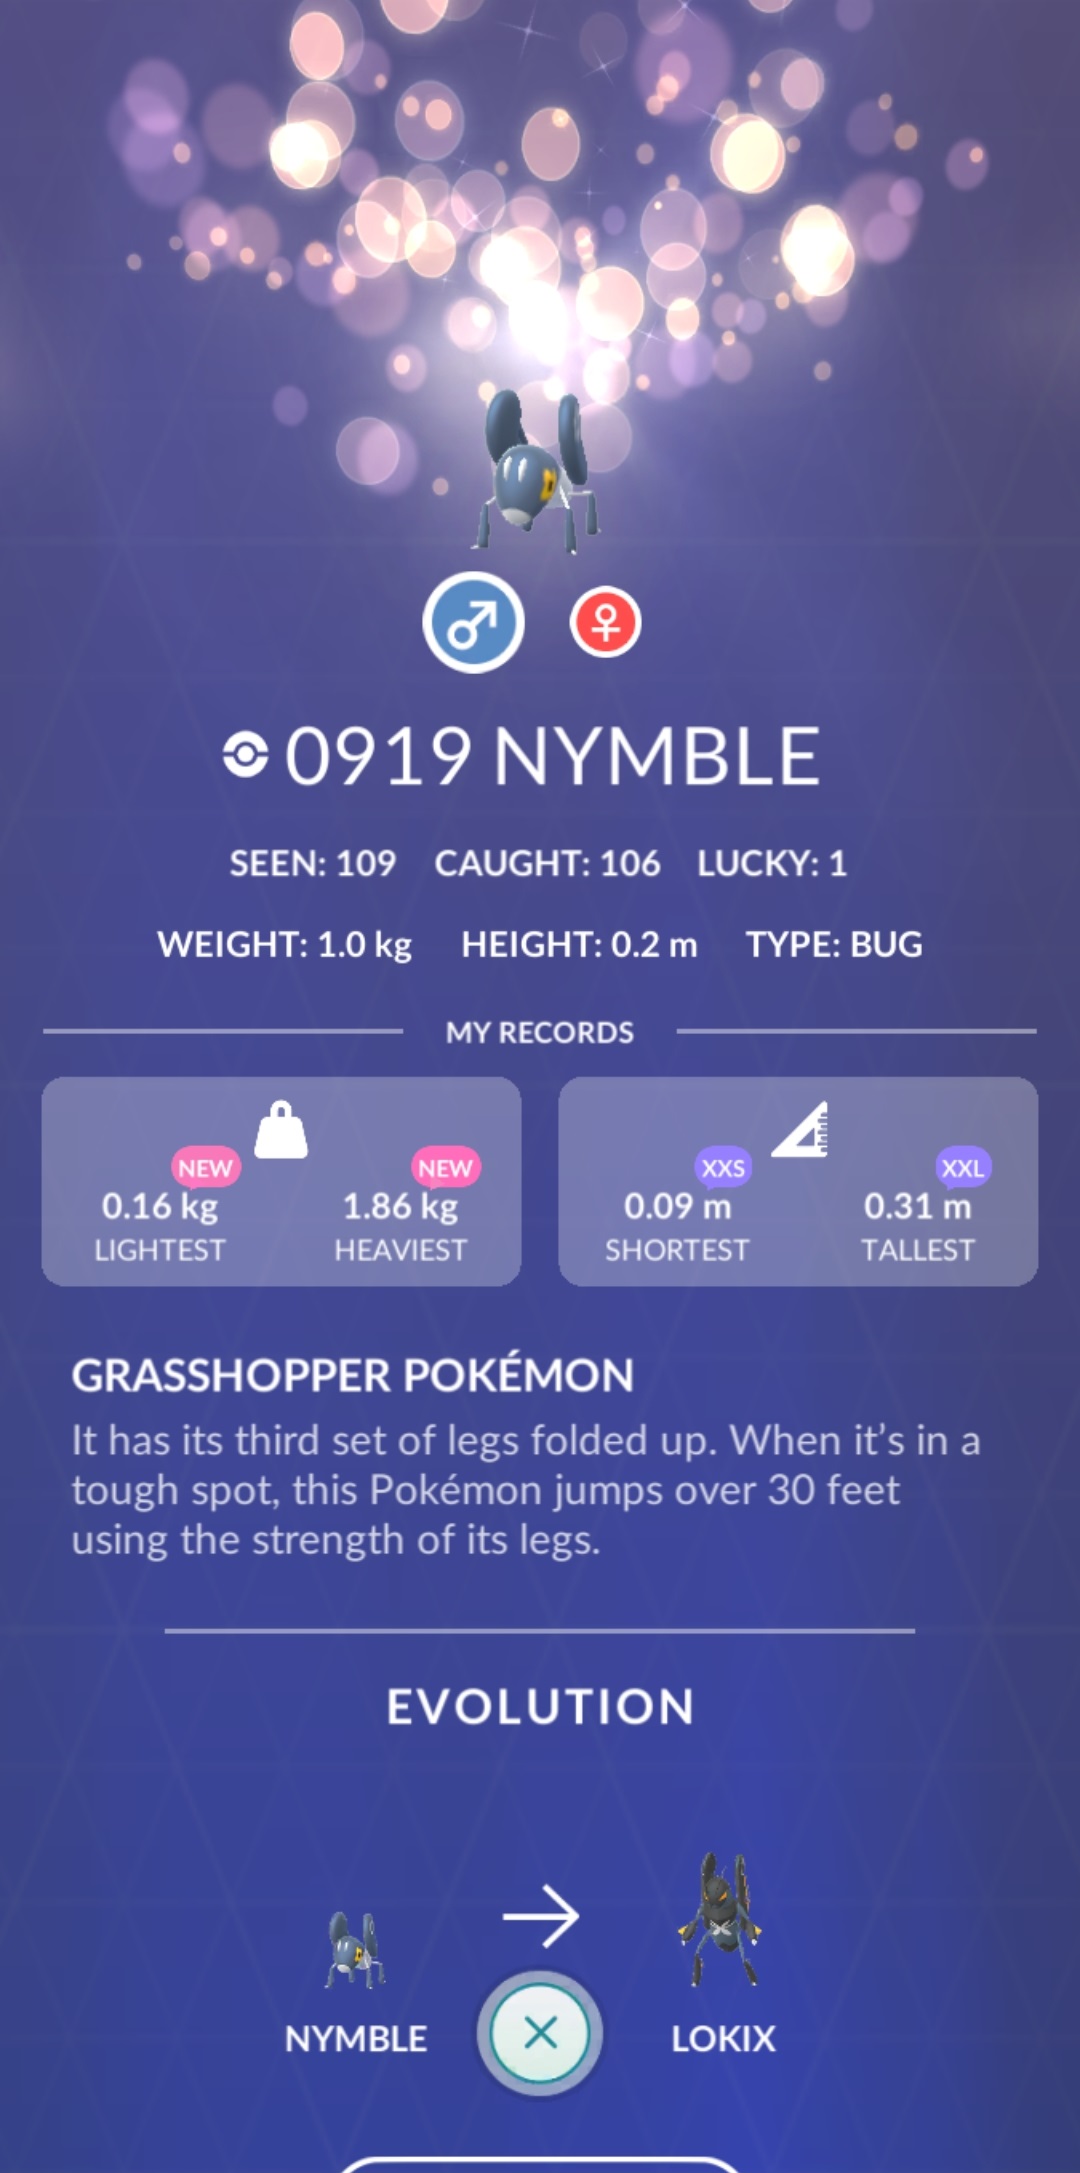 0919 NYMBLE
SEEN: 109 CAUGHT: 106 LUCKY: 1
WEIGHT: 1.0 kg HEIGHT: 0.2 m TYPE: BUG
MY RECORDS
NEW NEW XXS XXL
0.16 kg 1.86 kg 0.09 m 0.31 m
LIGHTEST HEAVIEST SHORTEST TALLEST
GRASSHOPPER POKÉMON
It has its third set of legs folded up. When it’s in a
tough spot, this Pokémon jumps over 30 feet
using the strength of its legs.
EVOLUTION
NYMBLE LOKIX